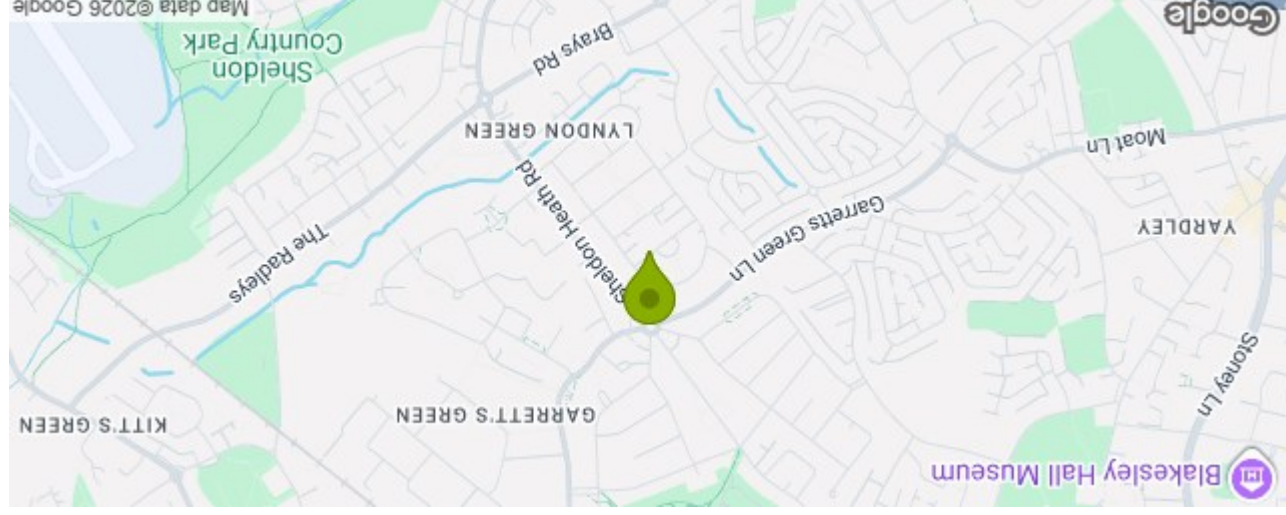 Blakesley Hall Museum
Stoney Ln
GARRETT'S GREEN
KITT'S GREEN
Sheldon Heath Rd
Garretts Green Ln
The Radleys
YARDLEY
Moat Ln
LYNDON GREEN
Brays Rd
Sheldon
Country Park
Google
Map data ©2026 Google